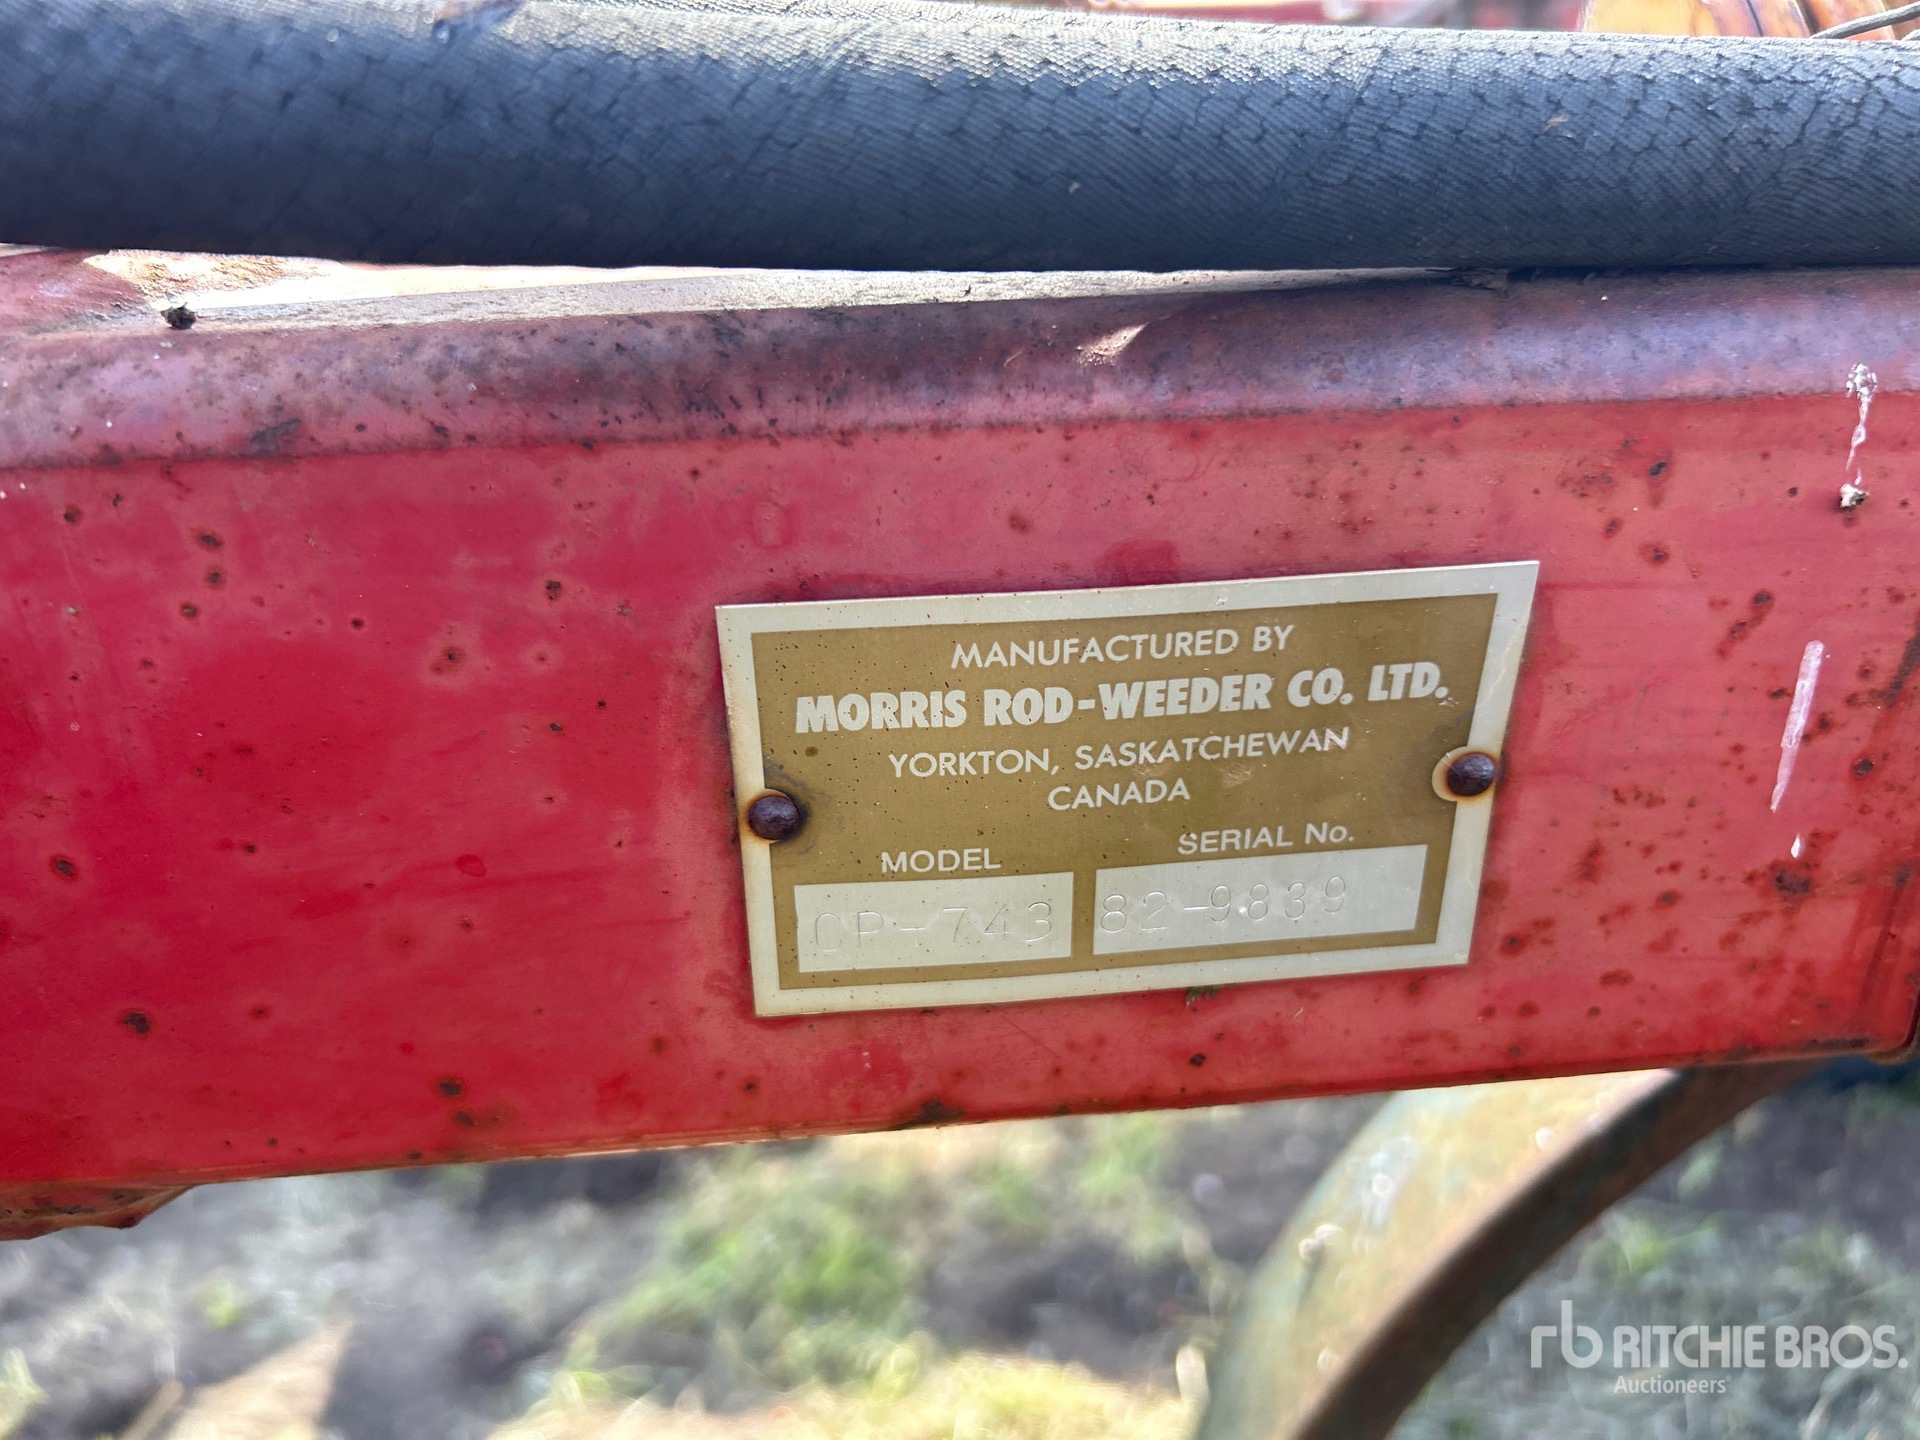 MANUFACTURED BY
MORRIS ROD-WEEDER CO. LTD.
YORKTON, SASKATCHEWAN
CANADA
MODEL
SERIAL No.
CP-743
82-9839
rb RITCHIE BROS.
Auctioneers